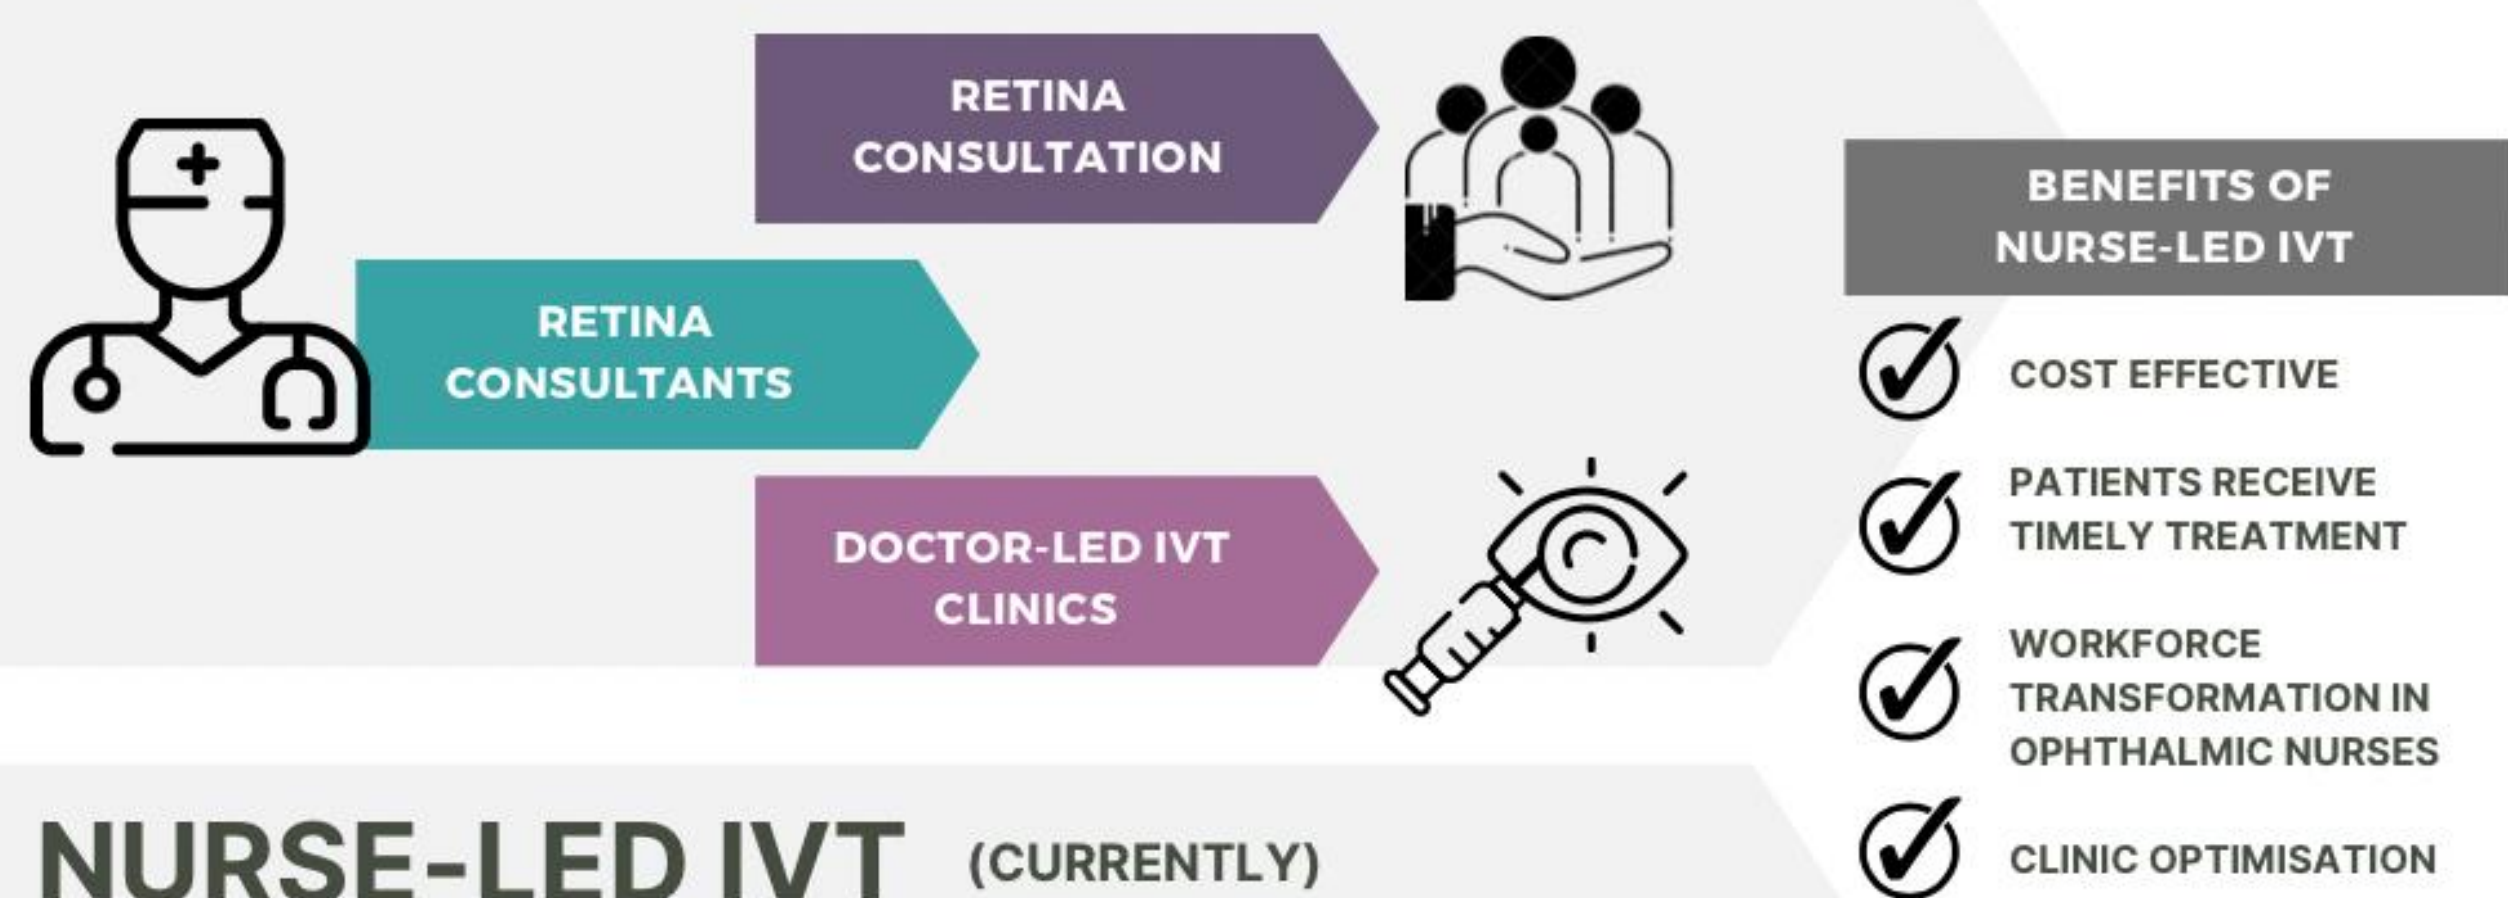 RETINA
CONSULTATION
RETINA
CONSULTANTS
DOCTOR-LED IVT
CLINICS
BENEFITS OF
NURSE-LED IVT
COST EFFECTIVE
PATIENTS RECEIVE
TIMELY TREATMENT
WORKFORCE
TRANSFORMATION IN
OPHTHALMIC NURSES
CLINIC OPTIMISATION
NURSE-LED IVT (CURRENTLY)